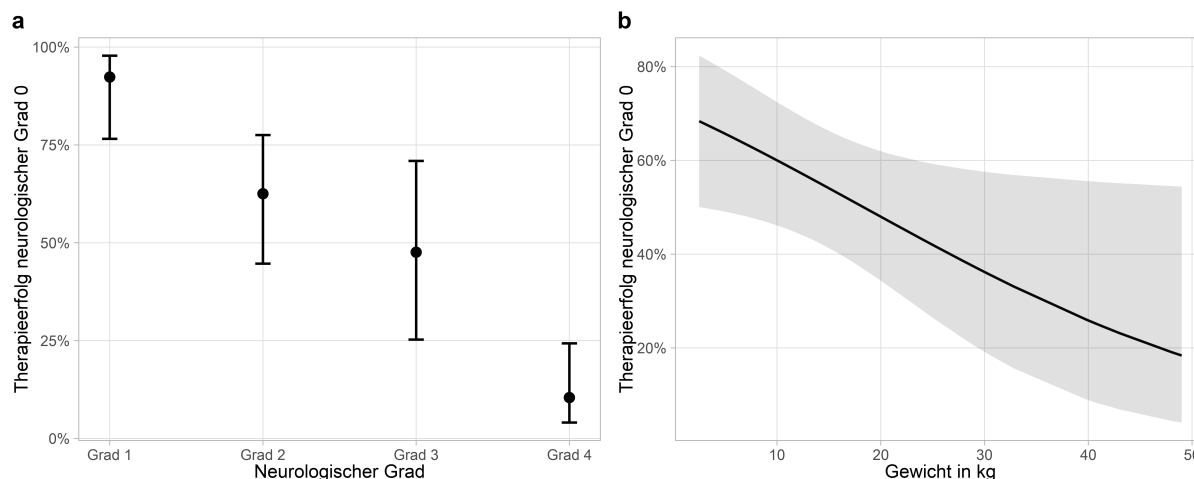 a
Therapieerfolg neurologischer Grad 0
100%
75%
50%
25%
0%
Grad 1 Grad 2 Grad 3 Grad 4
Neurologischer Grad
b
Therapieerfolg neurologischer Grad 0
80%
60%
40%
20%
10 20 30 40 50
Gewicht in kg